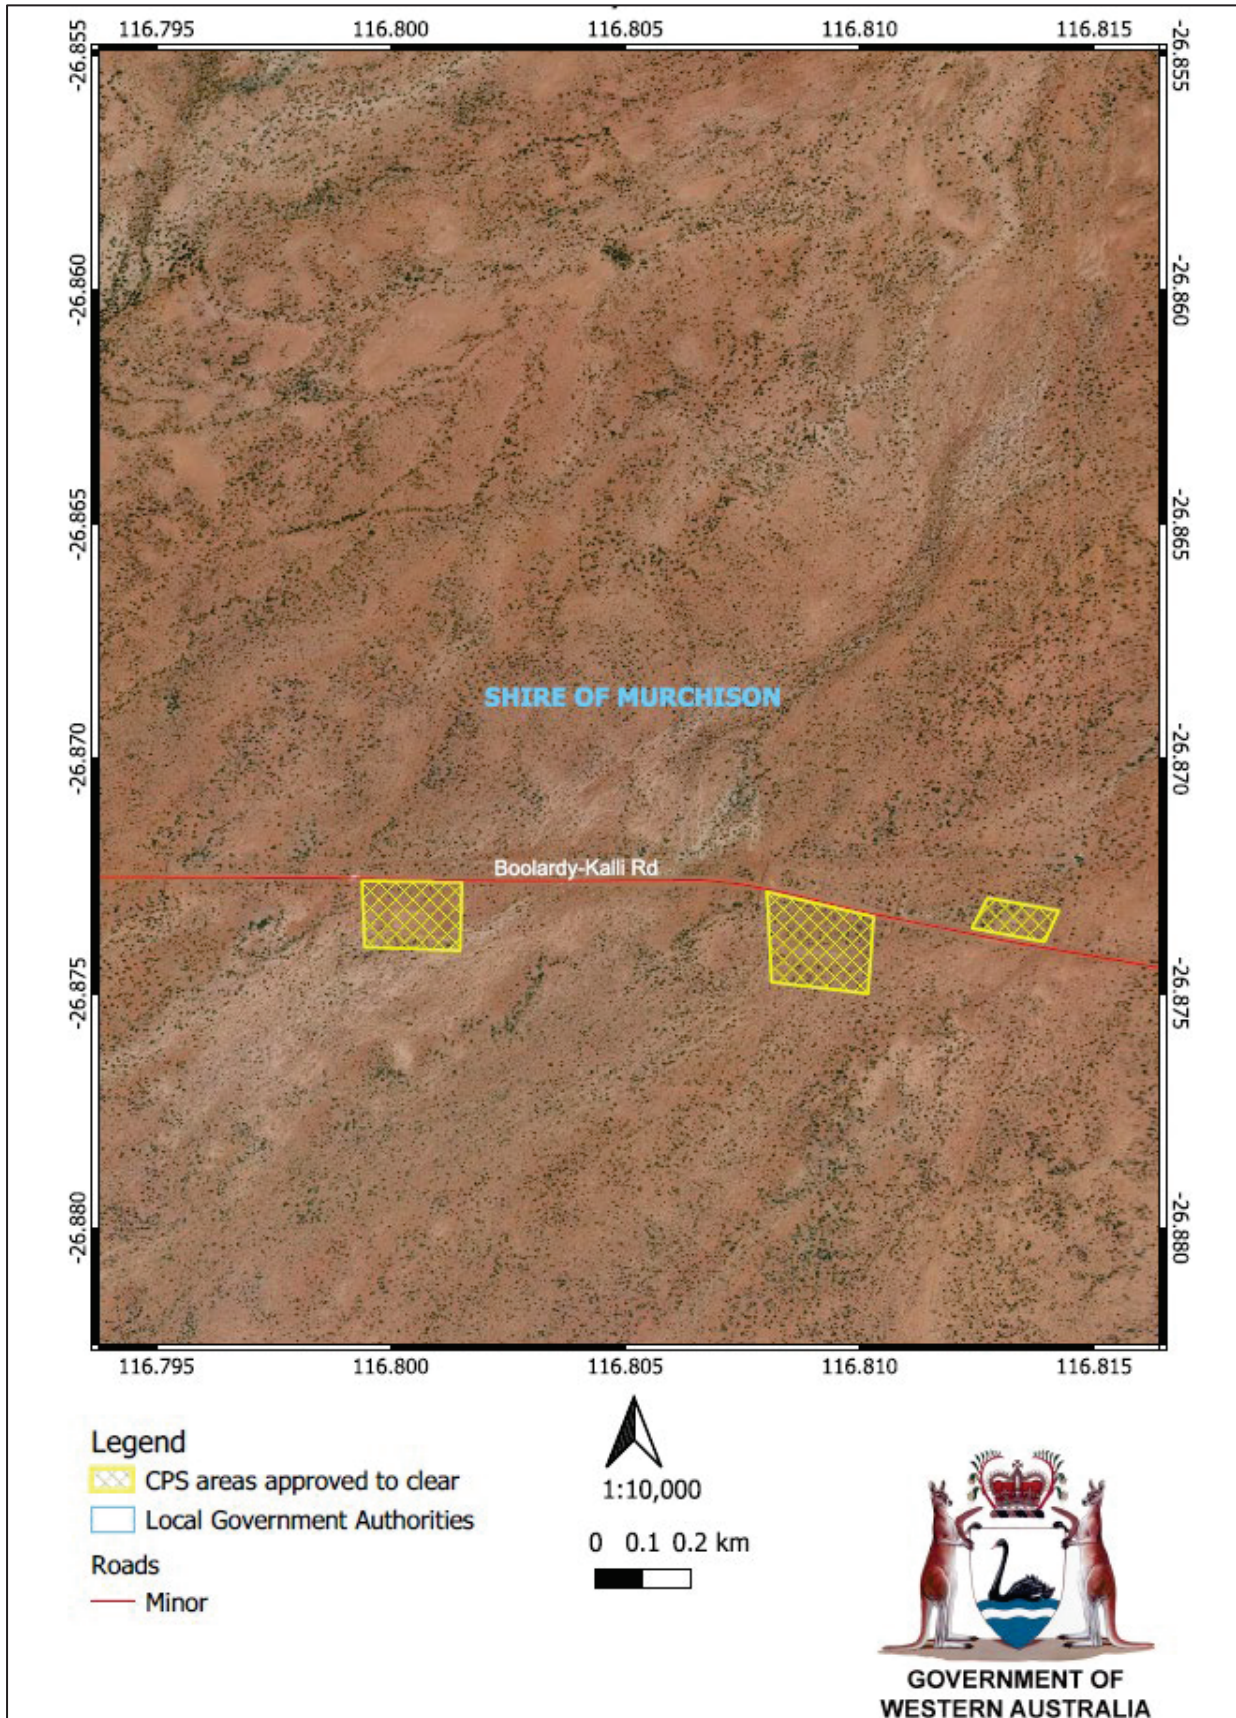 116.795 116.800 116.805 116.810 116.815
-26.855 -26.855
-26.860 -26.860
-26.865 -26.865
SHIRE OF MURCHISON
-26.870 -26.870
Boolardy-Kalli Rd
-26.875 -26.875
-26.880 -26.880
116.795 116.800 116.805 116.810 116.815
Legend
CPS areas approved to clear
Local Government Authorities
Roads
Minor
1:10,000
0 0.1 0.2 km
GOVERNMENT OF
WESTERN AUSTRALIA